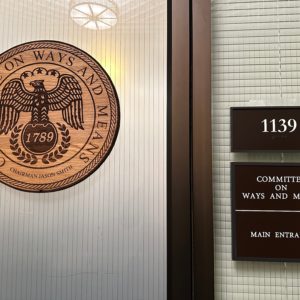 ON WAYS AND MEANS
1789
CHAIRMAN JASON SMITH
1139
COMMITTEE
ON
WAYS AND M
MAIN ENTRA